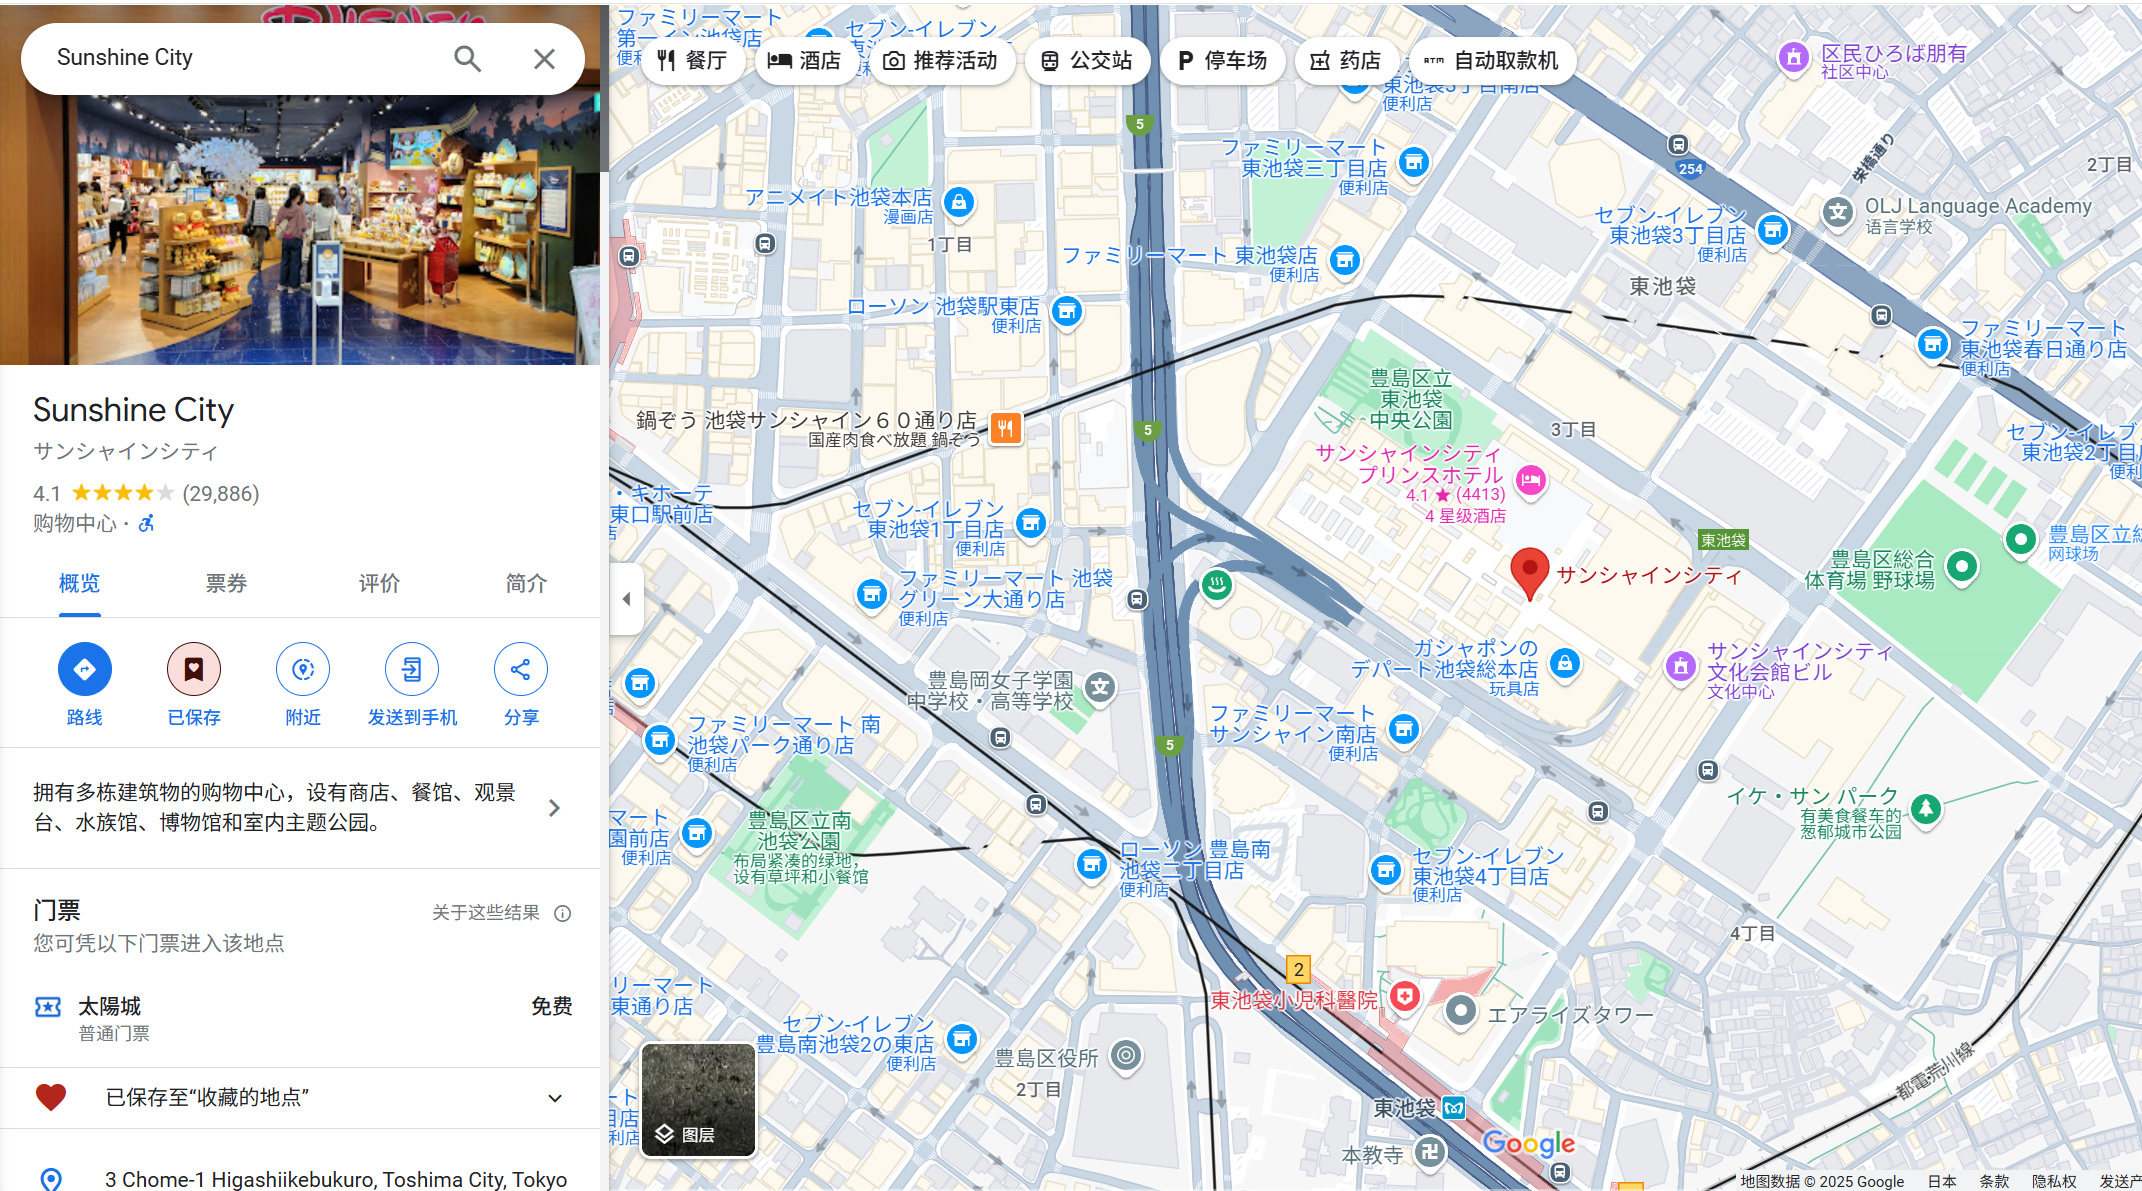 Sunshine City
Sunshine City
サンシャインシティ
4.1 (29,886)
购物中心 ·
概览
票券
评价
简介
路线
已保存
附近
发送到手机
分享
拥有多栋建筑物的购物中心，设有商店、餐馆、观景
台、水族馆、博物馆和室内主题公园。
门票
关于这些结果
您可凭以下门票进入该地点
太陽城
免费
普通门票
已保存至“收藏的地点”
3 Chome-1 Higashiikebukuro, Toshima City, Tokyo
餐厅
酒店
推荐活动
公交站
停车场
药店
自动取款机
ファミリーマート
セブン-イレブン
東池袋3丁目南店
便利店
区民ひろば朋有
社区中心
5
254
栄橋通り
2丁目
ファミリーマート
東池袋三丁目店
便利店
アニメイト池袋本店
漫画店
1丁目
OLJ Language Academy
语言学校
セブン-イレブン
東池袋3丁目店
便利店
ファミリーマート 東池袋店
便利店
東池袋
ローソン 池袋駅東店
便利店
ファミリーマート
東池袋春日通り店
便利店
豊島区立
東池袋
中央公園
鍋ぞう 池袋サンシャイン６０通り店
国産肉食べ放題 鍋ぞう
5
3丁目
サンシャインシティ
プリンスホテル
4.1 ★ (4413)
4 星级酒店
セブン-イレブ
東池袋2丁目店
便利
・キホーテ
東口駅前店
セブン-イレブン
東池袋1丁目店
便利店
東池袋
豊島区総合
体育場 野球場
豊島区立総
网球场
サンシャインシティ
ファミリーマート 池袋
グリーン大通り店
便利店
ガシャポンの
デパート池袋総本店
玩具店
サンシャインシティ
文化会館ビル
文化中心
豊島岡女子学園
中学校・高等学校
ファミリーマート 南
池袋パーク通り店
便利店
ファミリーマート
サンシャイン南店
便利店
5
イケ・サン パーク
有美食餐车的
葱郁城市公园
マート
園前店
便利店
豊島区立南
池袋公園
布局紧凑的绿地，
设有草坪和小餐馆
ローソン 豊島南
池袋二丁目店
便利店
セブン-イレブン
東池袋4丁目店
便利店
4丁目
2
リーマート
東通り店
東池袋小児科醫院
エアライズタワー
セブン-イレブン
豊島南池袋2の東店
便利店
豊島区役所
2丁目
都電荒川線
東池袋
本教寺
图层
Google
地图数据 © 2025 Google
日本
条款
隐私权
发送产